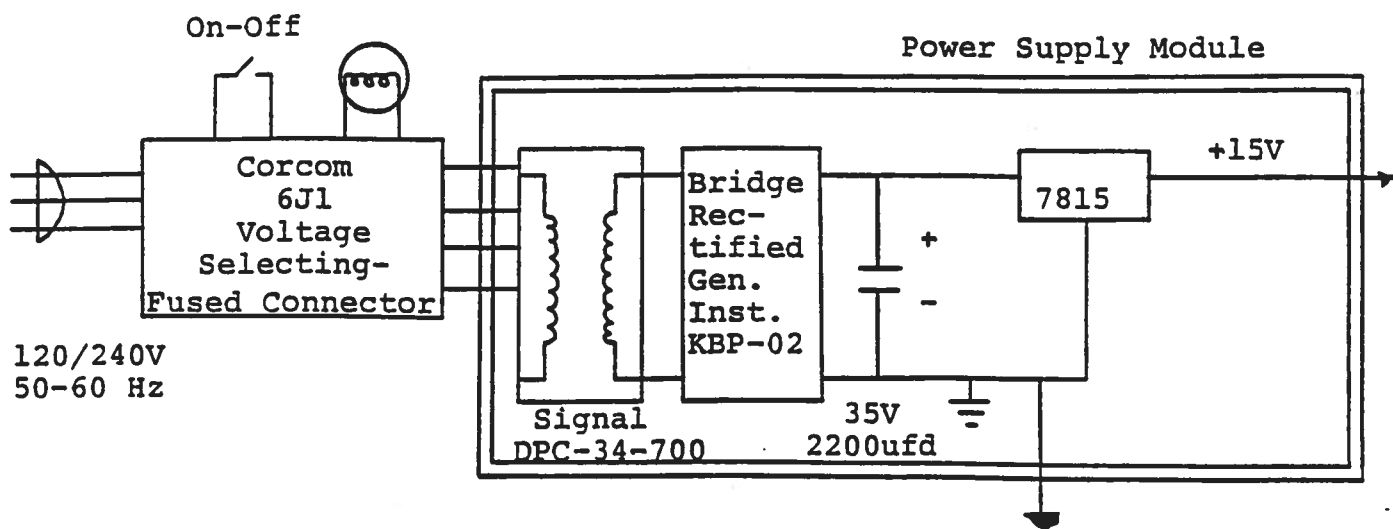 On-Off
Power Supply Module
Corcom
6J1
Voltage
Selecting-
Fused Connector
120/240V
50-60 Hz
Signal
DPC-34-700
Bridge
Rec-
tified
Gen.
Inst.
KBP-02
+
-
35V
2200ufd
7815
+15V